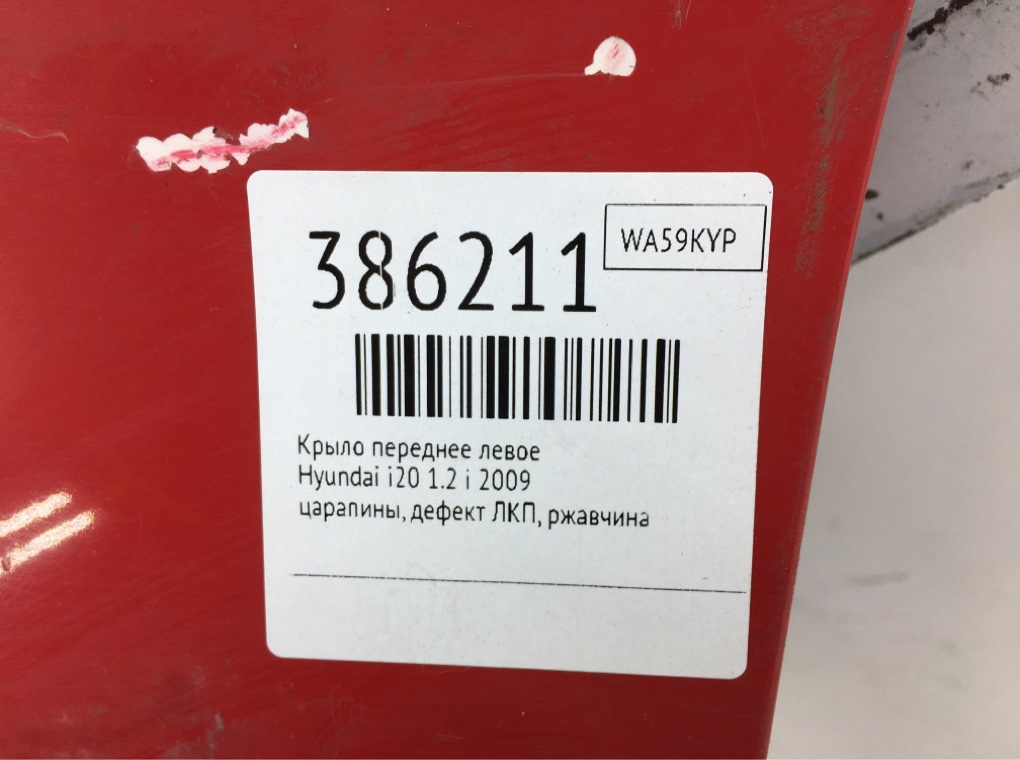 386211
WA59KYP
Крыло переднее левое
Hyundai i20 1.2 i 2009
царапины, дефект ЛКП, ржавчина